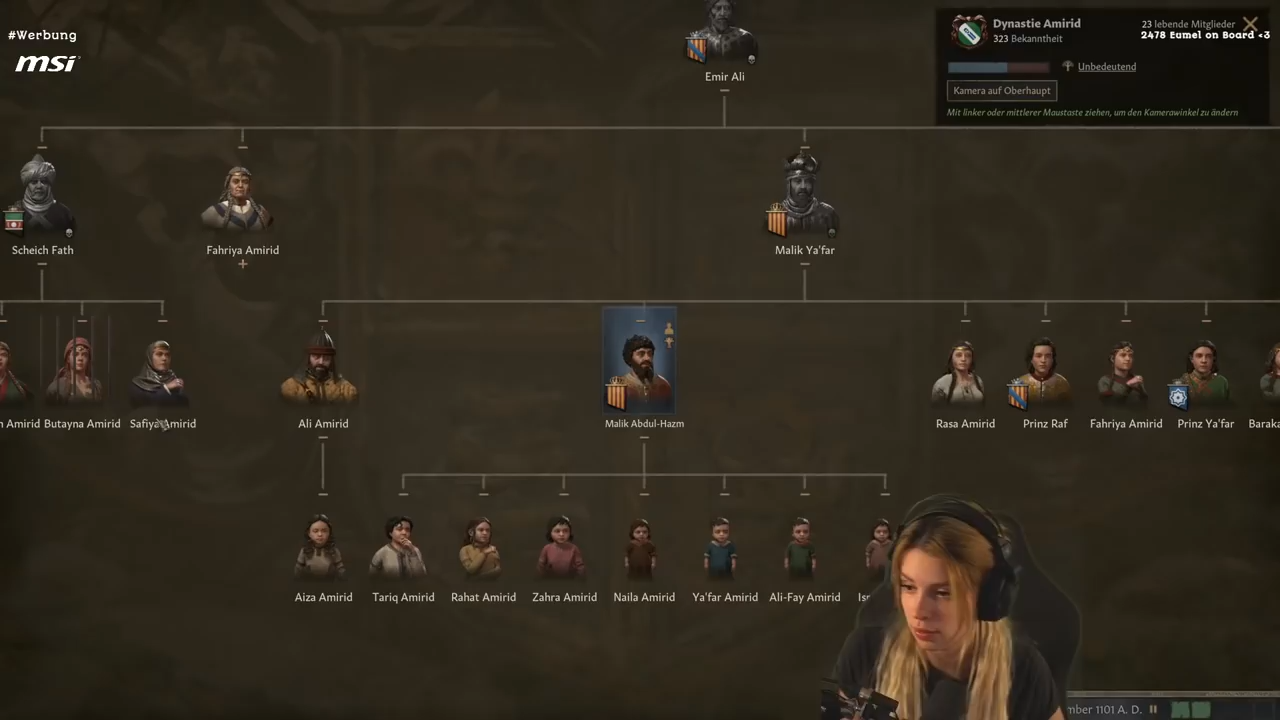 #Werbung
msi
Emir Ali
Dynastie Amirid
323 Bekanntheit
23 lebende Mitglieder
2478 Eumel on Board <3
Unbedeutend
Kamera auf Oberhaupt
Mit linker oder mittlerer Maustaste ziehen, um den Kamerawinkel zu ändern
Scheich Fath
Fahriya Amirid
Malik Ya'far
Amirid
Butayna Amirid
Safiya Amirid
Ali Amirid
Malik Abdul-Hazm
Rasa Amirid
Prinz Raf
Fahriya Amirid
Prinz Ya'far
Baraka
Aiza Amirid
Tariq Amirid
Rahat Amirid
Zahra Amirid
Naila Amirid
Ya'far Amirid
Ali-Fay Amirid
mber 1101 A. D.